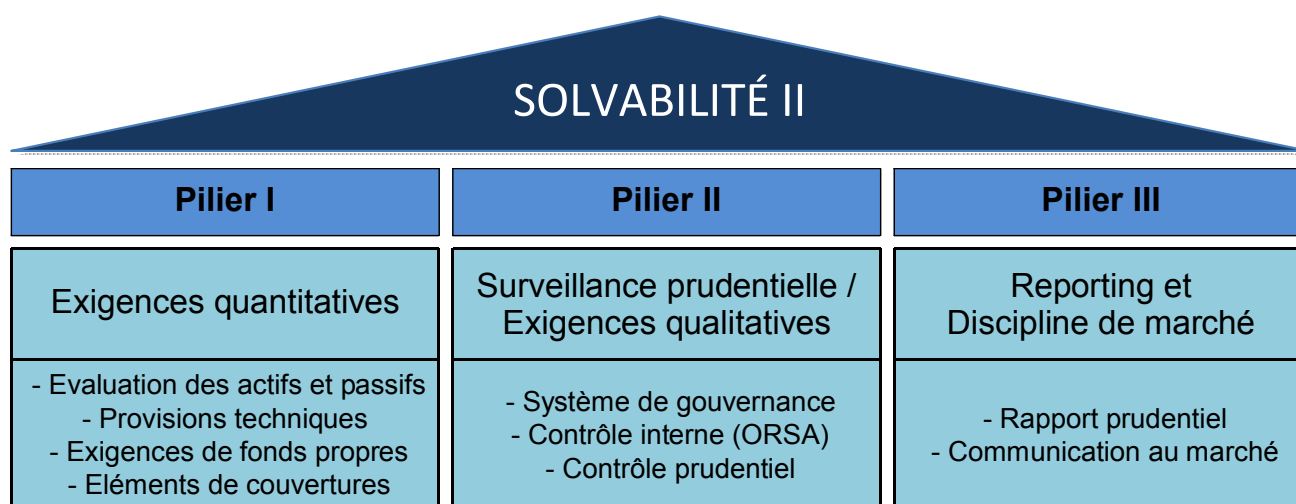 SOLVABILITÉ II
Pilier I
Exigences quantitatives
- Evaluation des actifs et passifs
- Provisions techniques
- Exigences de fonds propres
- Eléments de couvertures
Pilier II
Surveillance prudentielle /
Exigences qualitatives
- Système de gouvernance
- Contrôle interne (ORSA)
- Contrôle prudentiel
Pilier III
Reporting et
Discipline de marché
- Rapport prudentiel
- Communication au marché